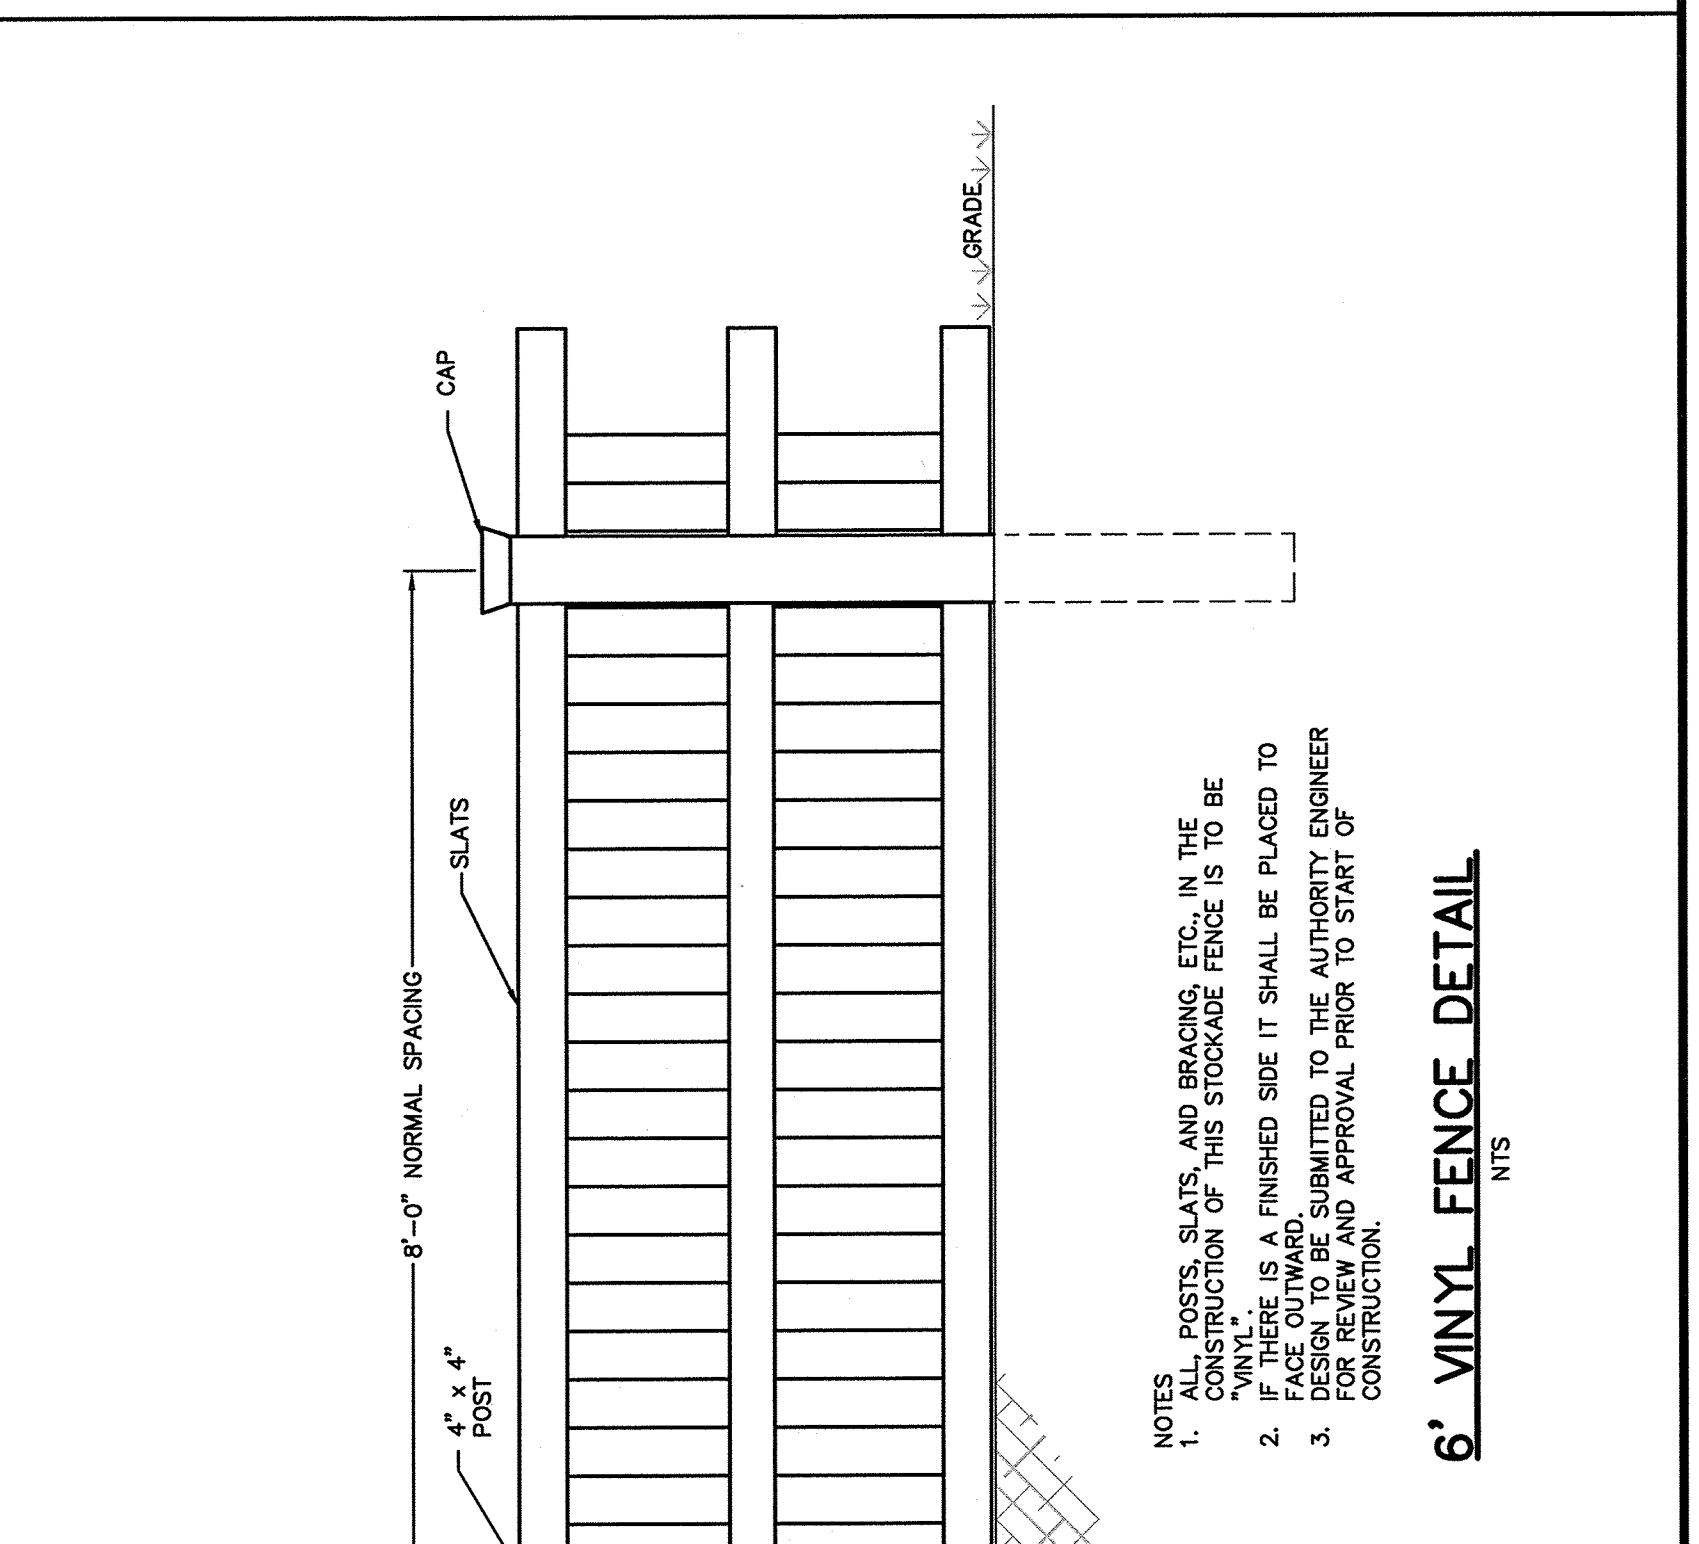 8'-0" NORMAL SPACING
4" x 4"
POST
SLATS
CAP
GRADE
NOTES
1. ALL, POSTS, SLATS, AND BRACING, ETC., IN THE
CONSTRUCTION OF THIS STOCKADE FENCE IS TO BE
"VINYL".
2. IF THERE IS A FINISHED SIDE IT SHALL BE PLACED TO
FACE OUTWARD.
3. DESIGN TO BE SUBMITTED TO THE AUTHORITY ENGINEER
FOR REVIEW AND APPROVAL PRIOR TO START OF
CONSTRUCTION.
6' VINYL FENCE DETAIL
NTS